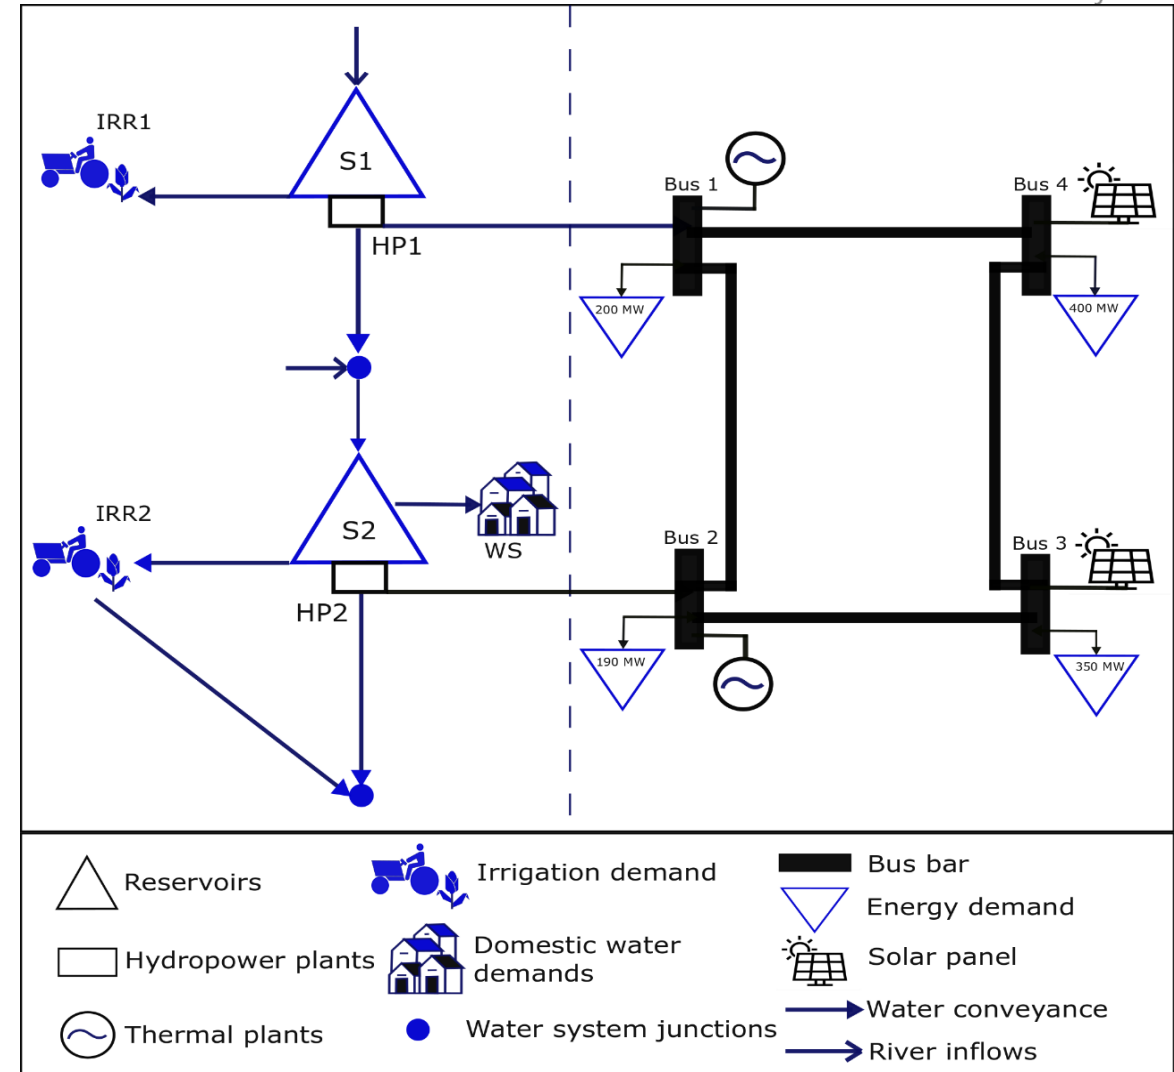 IRR1
S1
HP1
Bus 1
Bus 4
200 MW
400 MW
IRR2
S2
WS
HP2
Bus 2
Bus 3
190 MW
350 MW
Reservoirs
Irrigation demand
Bus bar
Energy demand
Hydropower plants
Domestic water
demands
Solar panel
Thermal plants
Water system junctions
Water conveyance
River inflows